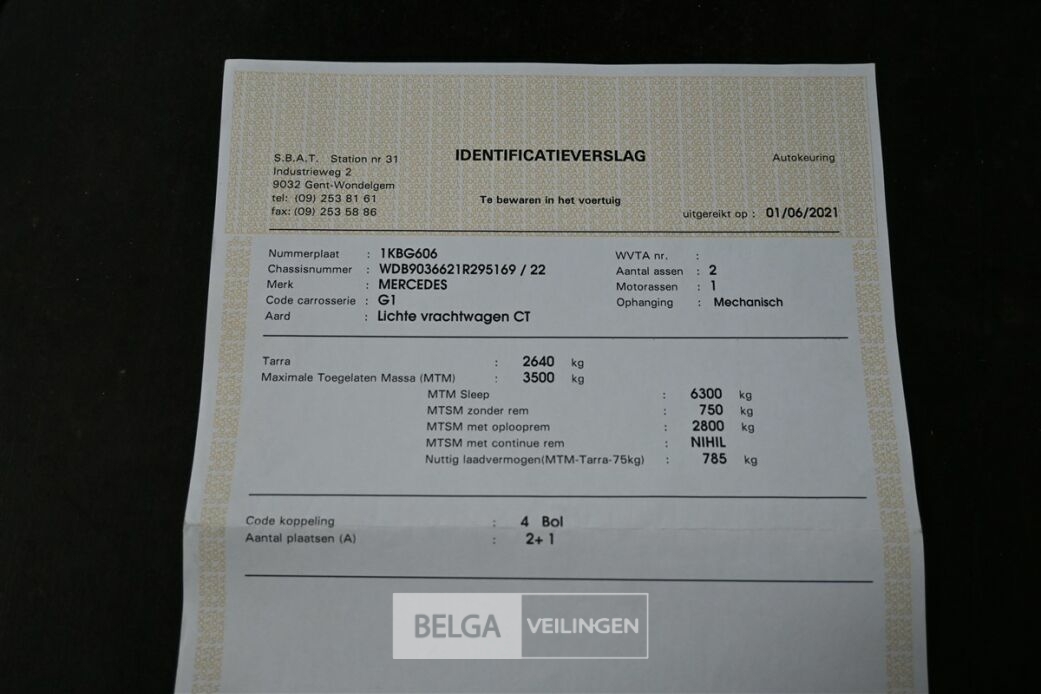 S.B.A.T. Station nr 31
Industrieweg 2
9032 Gent-Wondelgem
tel: (09) 253 81 61
fax: (09) 253 58 86
IDENTIFICATIEVERSLAG
Te bewaren in het voertuig
Autokeuring
uitgereikt op : 01/06/2021
Nummerplaat : 1KBG606
Chassisnummer : WDB9036621R295169 / 22
Merk : MERCEDES
Code carrosserie : G1
Aard : Lichte vrachtwagen CT
WVTA nr. :
Aantal assen : 2
Motorassen : 1
Ophanging : Mechanisch
Tarra : 2640 kg
Maximale Toegelaten Massa (MTM) : 3500 kg
MTM Sleep : 6300 kg
MTSM zonder rem : 750 kg
MTSM met oplooprem : 2800 kg
MTSM met continue rem : NIHIL
Nuttig laadvermogen(MTM-Tarra-75kg) : 785 kg
Code koppeling : 4 Bol
Aantal plaatsen (A) : 2+ 1
BELGA VEILINGEN